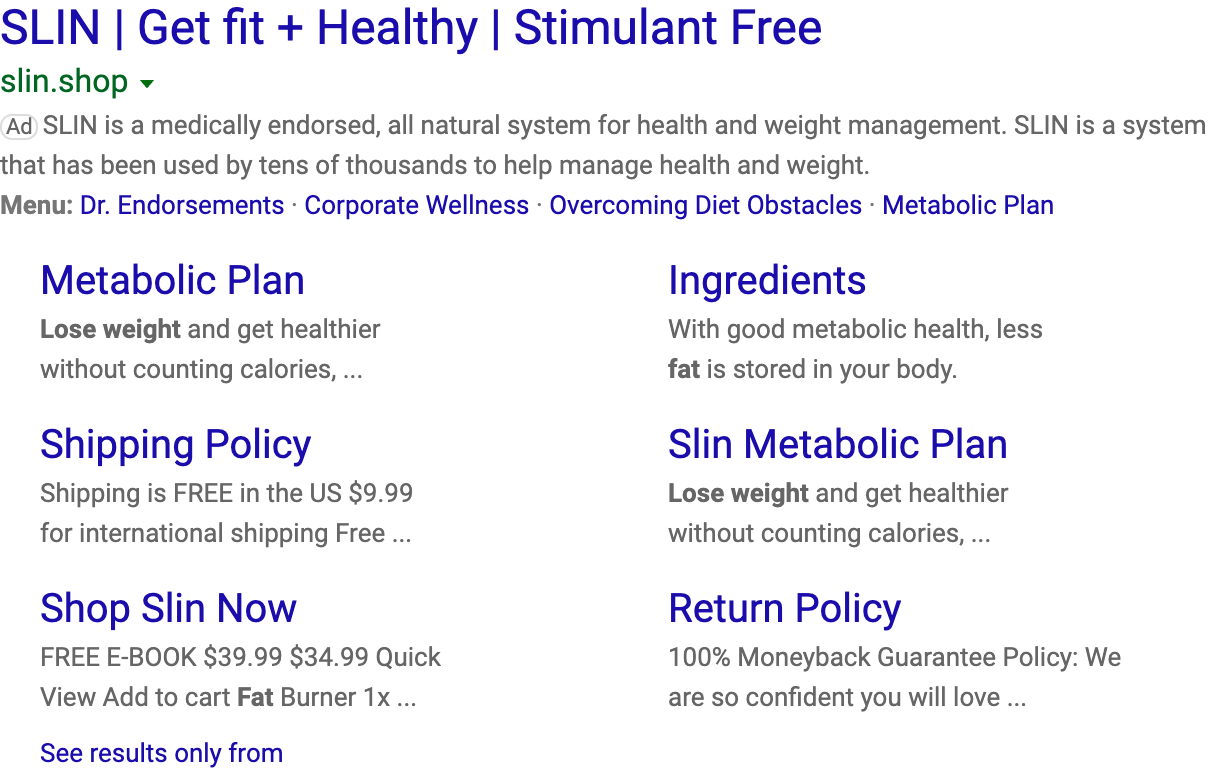 SLIN | Get fit + Healthy | Stimulant Free
slin.shop
Ad SLIN is a medically endorsed, all natural system for health and weight management. SLIN is a system
that has been used by tens of thousands to help manage health and weight.
Menu: Dr. Endorsements · Corporate Wellness · Overcoming Diet Obstacles · Metabolic Plan
Metabolic Plan
Lose weight and get healthier
without counting calories, ...
Ingredients
With good metabolic health, less
fat is stored in your body.
Shipping Policy
Shipping is FREE in the US $9.99
for international shipping Free ...
Slin Metabolic Plan
Lose weight and get healthier
without counting calories, ...
Shop Slin Now
FREE E-BOOK $39.99 $34.99 Quick
View Add to cart Fat Burner 1x ...
Return Policy
100% Moneyback Guarantee Policy: We
are so confident you will love ...
See results only from